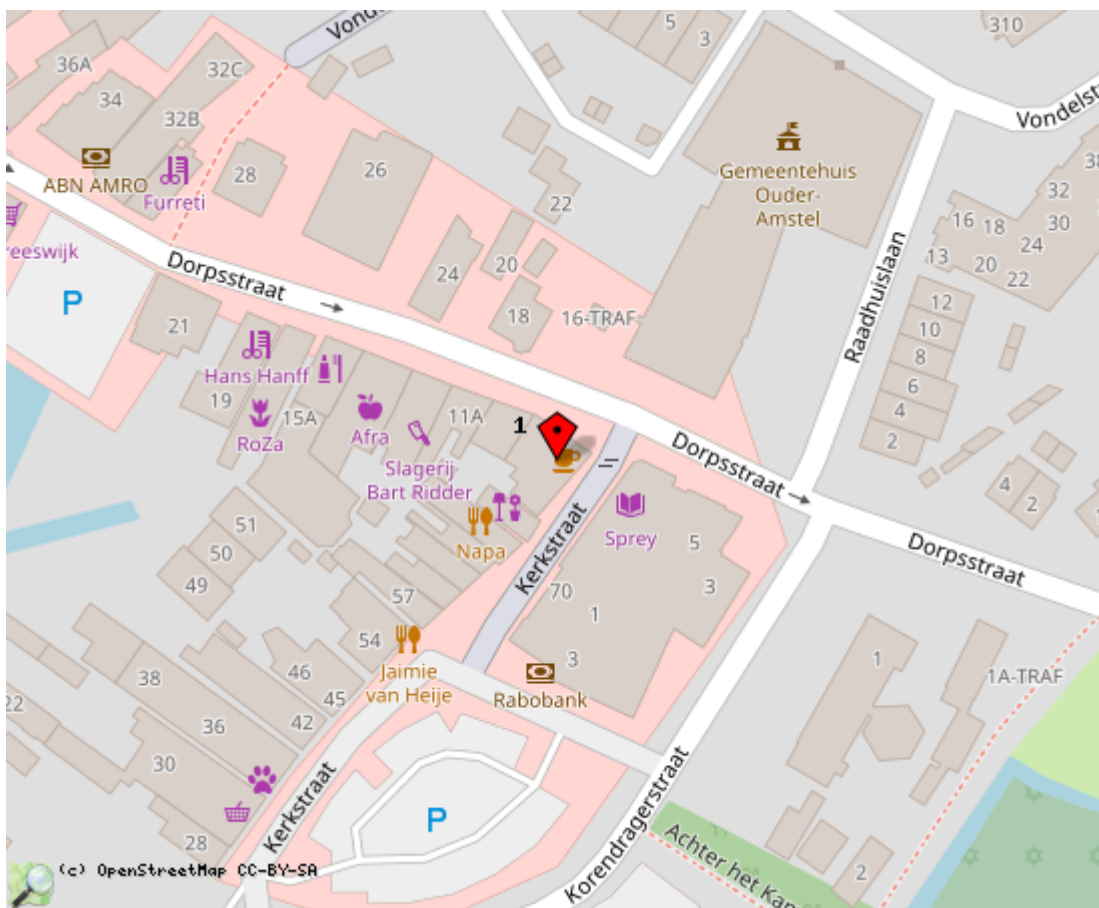 Vondel
5
3
310
36A
32C
34
32B
Vondelst
ABN AMRO
Furreti
28
26
Gemeentehuis
Ouder-
Amstel
38
32
30
16
18
24
22
13
20
22
reeswijk
Dorpsstraat
24
20
18
16-TRAF
12
10
8
6
4
2
Raadhuislaan
P
21
Hans Hanff
19
15A
RoZa
Afra
11A
1
Slagerij
Bart Ridder
Dorpsstraat
4
2
Napa
Sprey
5
3
Kerkstraat
Dorpsstraat
51
50
49
57
54
70
1
3
Jaimie
van Heije
Rabobank
1
1A-TRAF
46
45
42
38
36
22
30
28
Kerkstraat
P
Korendragerstraat
11
Achter het Kan
2
(c) OpenStreetMap CC-BY-SA